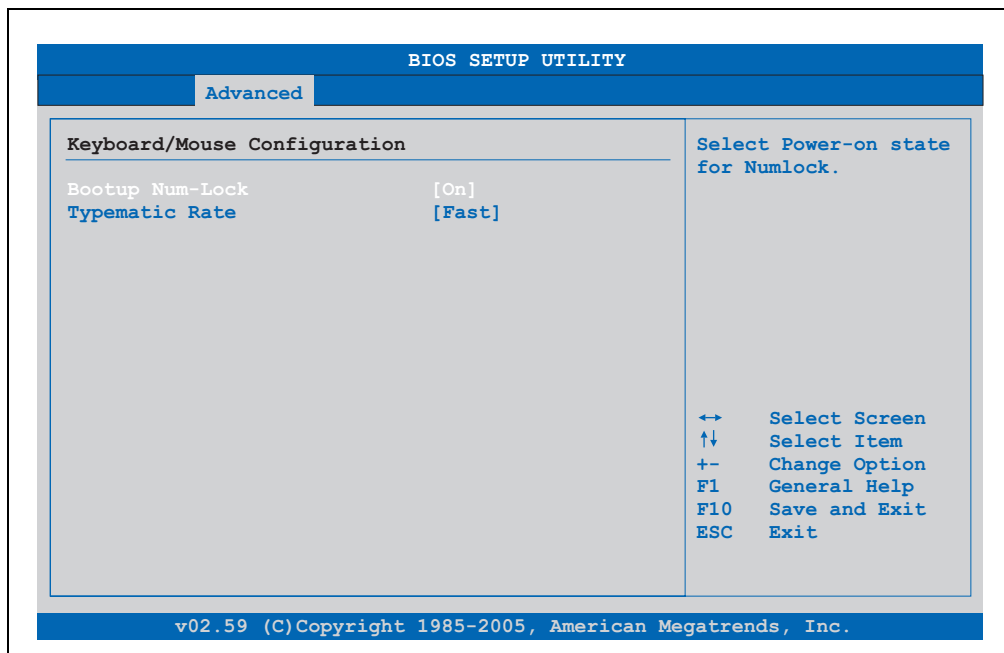 BIOS SETUP UTILITY
Advanced
Keyboard/Mouse Configuration
Bootup Num-Lock [On]
Typematic Rate [Fast]
Select Power-on state
for Numlock.
↔ Select Screen
↑↓ Select Item
+- Change Option
F1 General Help
F10 Save and Exit
ESC Exit
v02.59 (C)Copyright 1985-2005, American Megatrends, Inc.